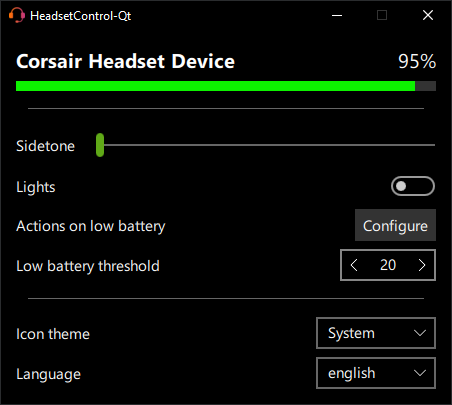 HeadsetControl-Qt
Corsair Headset Device 95%
Sidetone
Lights
Actions on low battery Configure
Low battery threshold 20
Icon theme System
Language english